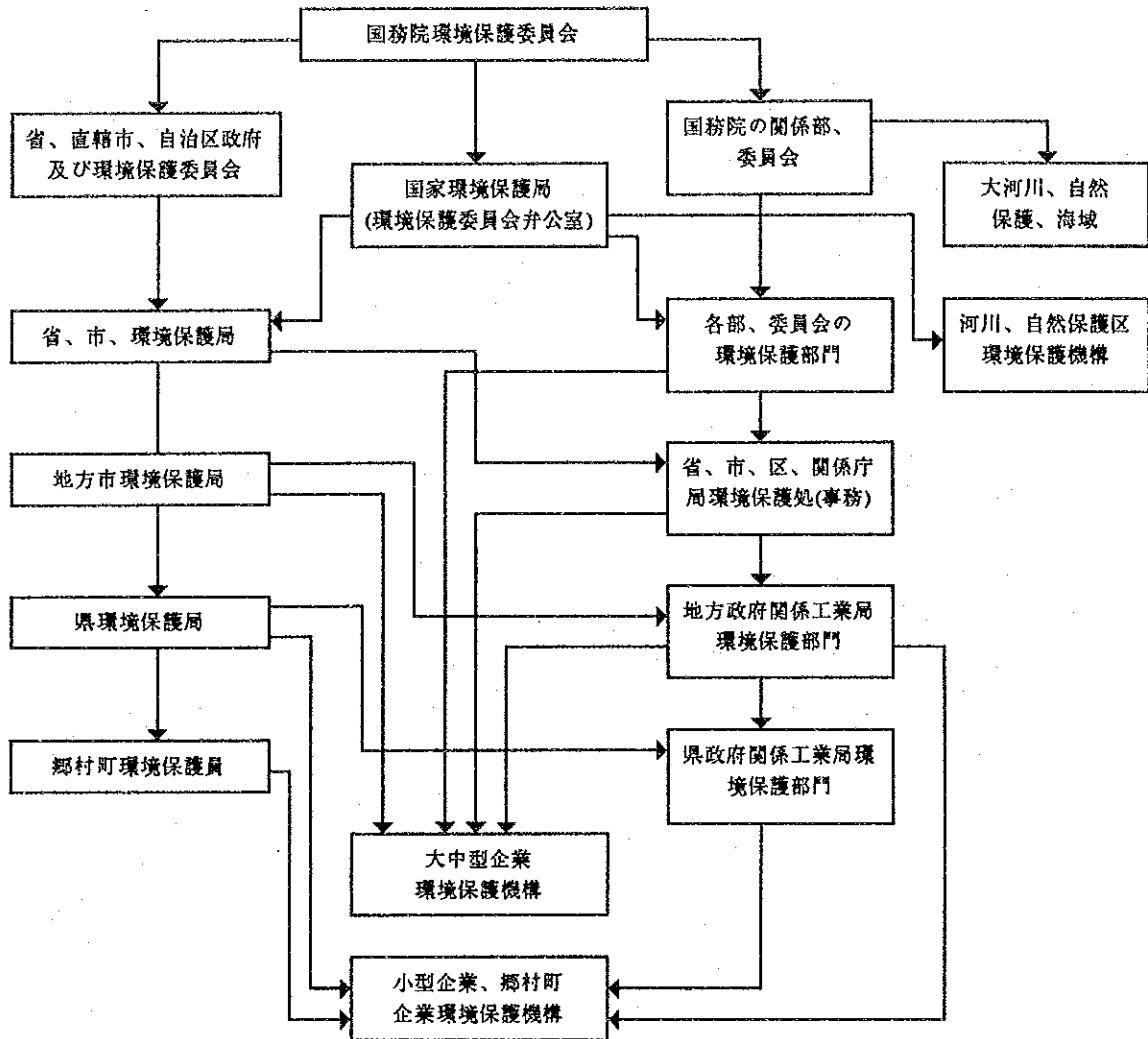 国務院環境保護委員会
省、直轄市、自治区政府
及び環境保護委員会
国務院の関係部、
委員会
国家環境保護局
(環境保護委員会弁公室)
大河川、自然
保護、海域
省、市、環境保護局
各部、委員会の
環境保護部門
河川、自然保護区
環境保護機構
地方市環境保護局
省、市、区、関係庁
局環境保護処(事務)
県環境保護局
地方政府関係工業局
環境保護部門
郷村町環境保護員
県政府関係工業局環
境保護部門
大中型企業
環境保護機構
小型企業、郷村町
企業環境保護機構